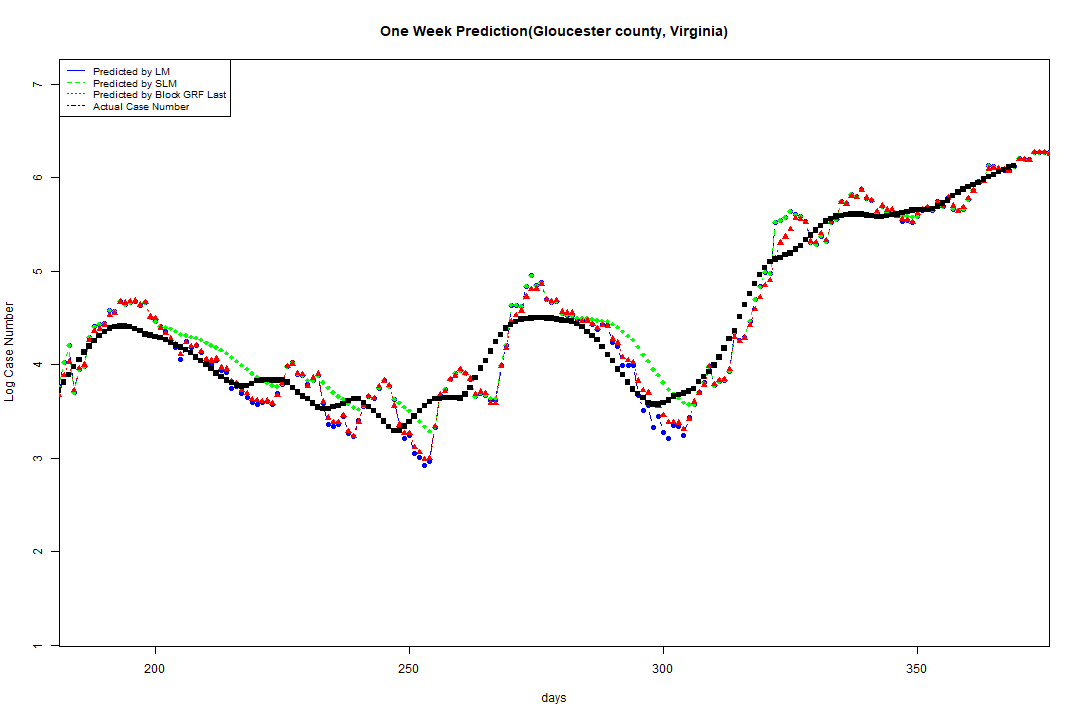 One Week Prediction(Gloucester county, Virginia)
Predicted by LM
Predicted by SLM
Predicted by Block GRF Last
Actual Case Number
Log Case Number
7
6
5
4
3
2
1
200 250 300 350
days